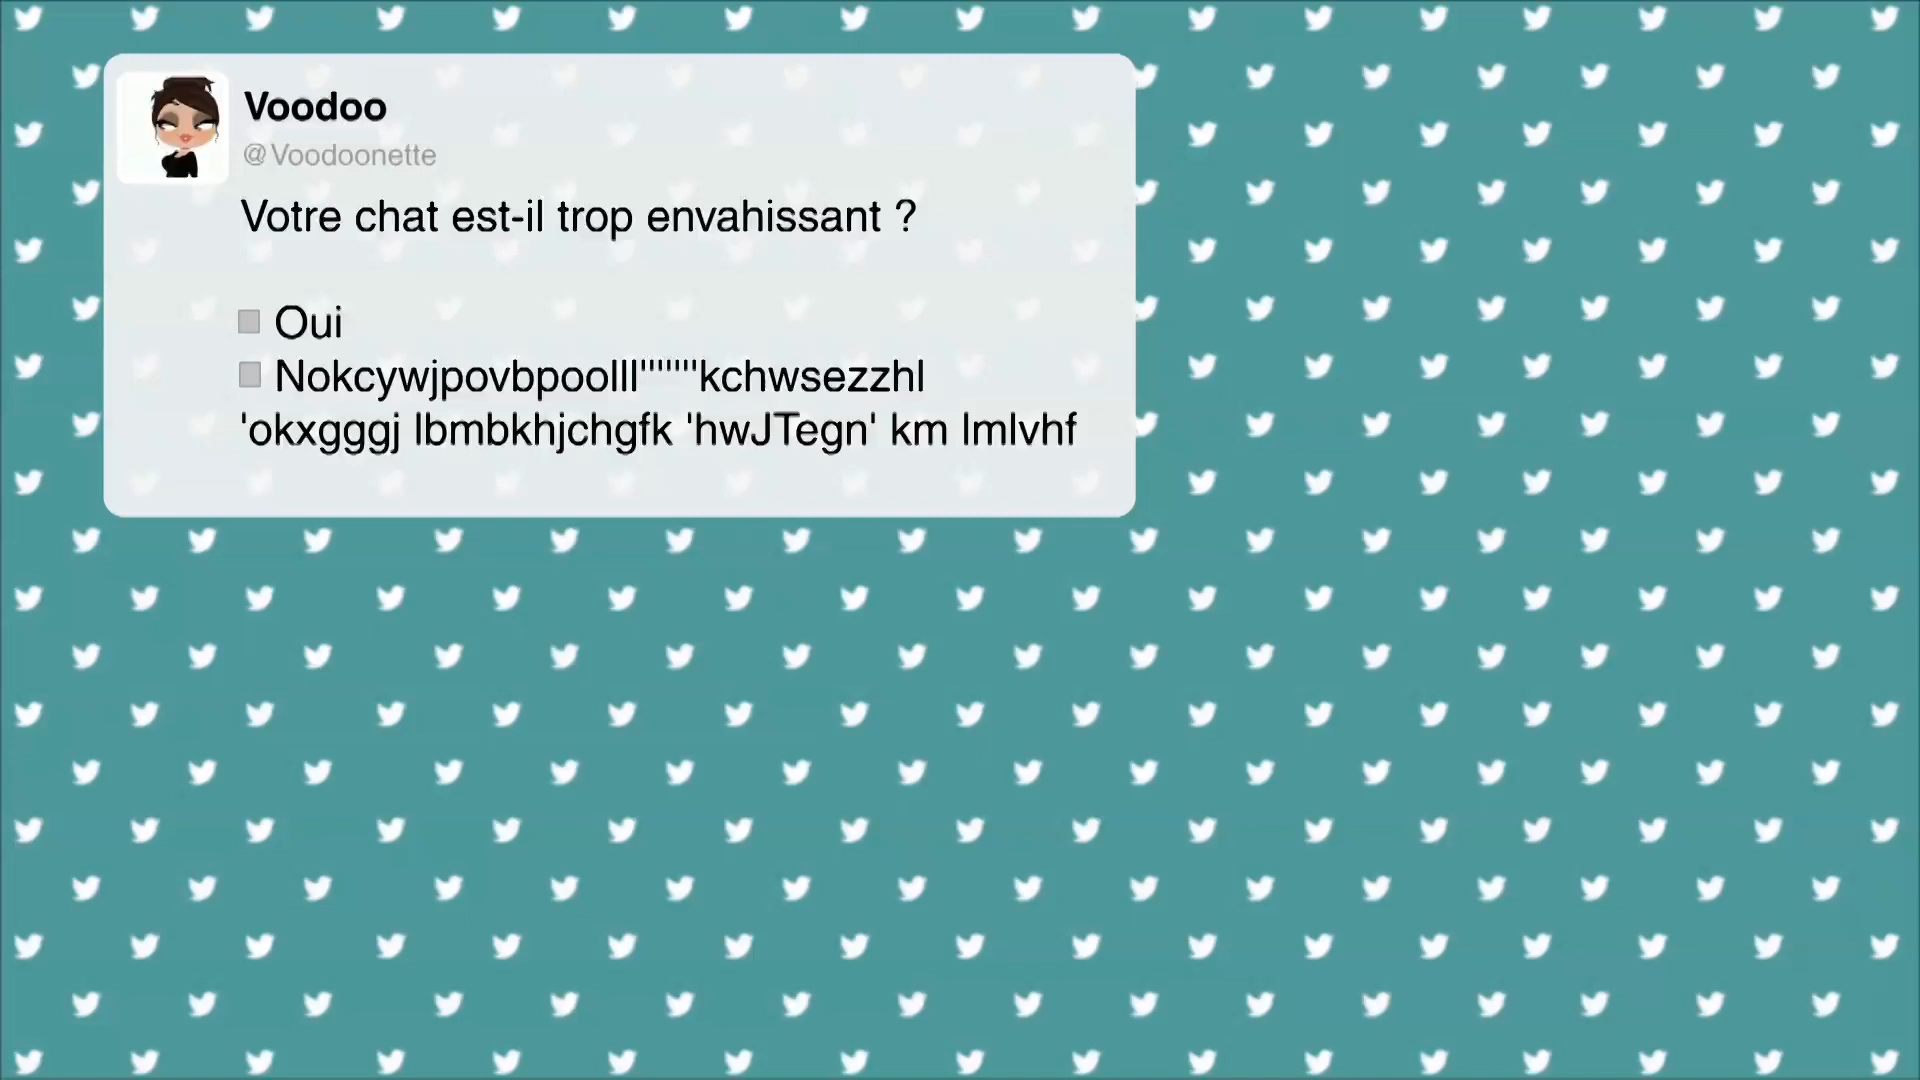 Voodoo
@Voodoonette
Votre chat est-il trop envahissant ?
Oui
Nokcywjpovbpoolll'''''''kchwsezzhl
'okxgggj lbmbkhjchgfk 'hwJTegn' km lmlvhf